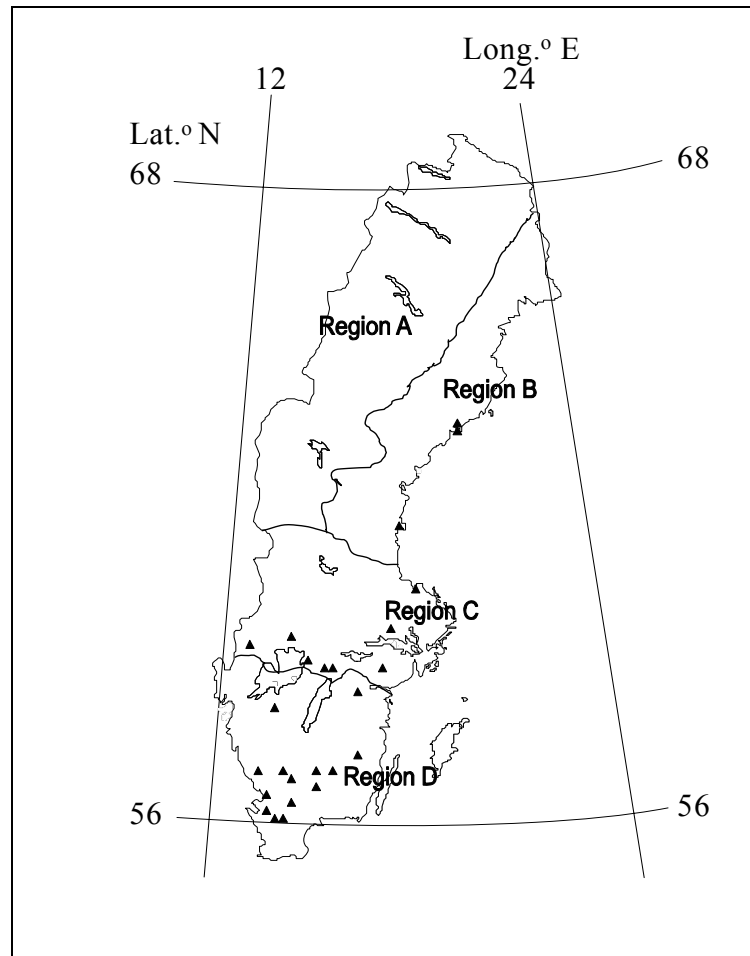 Long.º E
12
24
Lat.º N
68
68
Region A
Region B
Region C
Region D
56
56